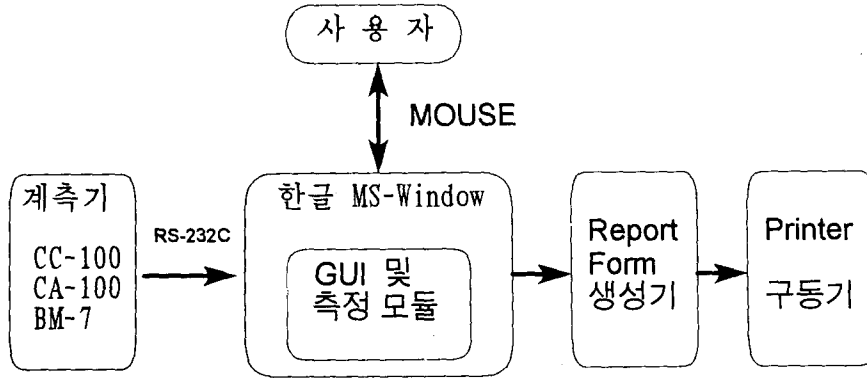 사 용 자
MOUSE
계측기
CC-100
CA-100
BM-7
RS-232C
한글 MS-Window
GUI 및
측정 모듈
Report
Form
생성기
Printer
구동기